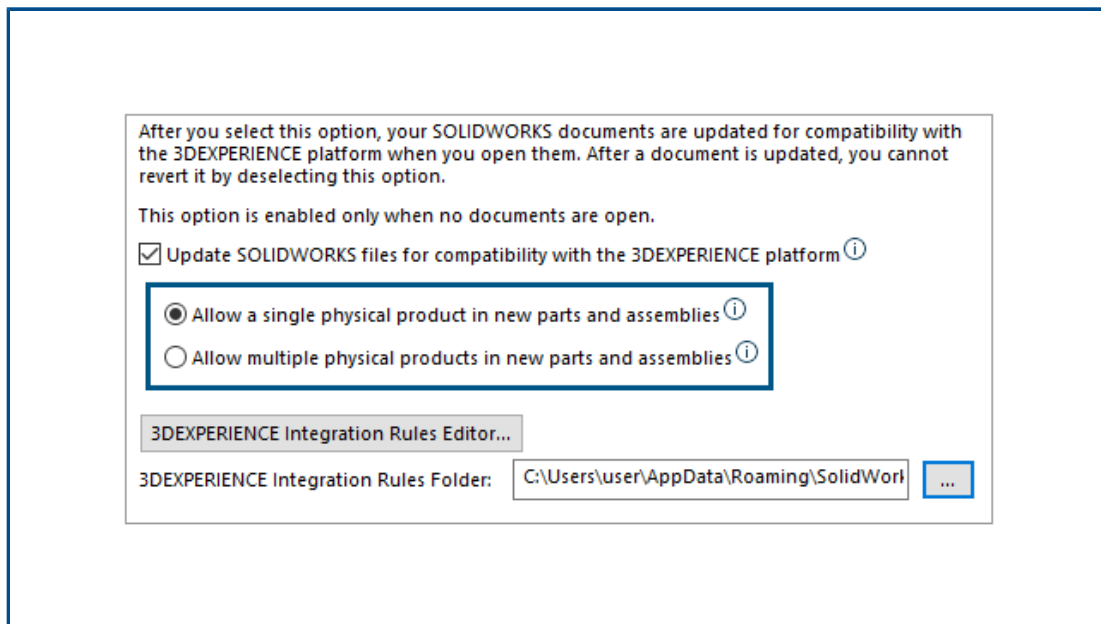 After you select this option, your SOLIDWORKS documents are updated for compatibility with
the 3DEXPERIENCE platform when you open them. After a document is updated, you cannot
revert it by deselecting this option.
This option is enabled only when no documents are open.
Update SOLIDWORKS files for compatibility with the 3DEXPERIENCE platform
Allow a single physical product in new parts and assemblies
Allow multiple physical products in new parts and assemblies
3DEXPERIENCE Integration Rules Editor...
3DEXPERIENCE Integration Rules Folder: C:\Users\user\AppData\Roaming\SolidWork ...